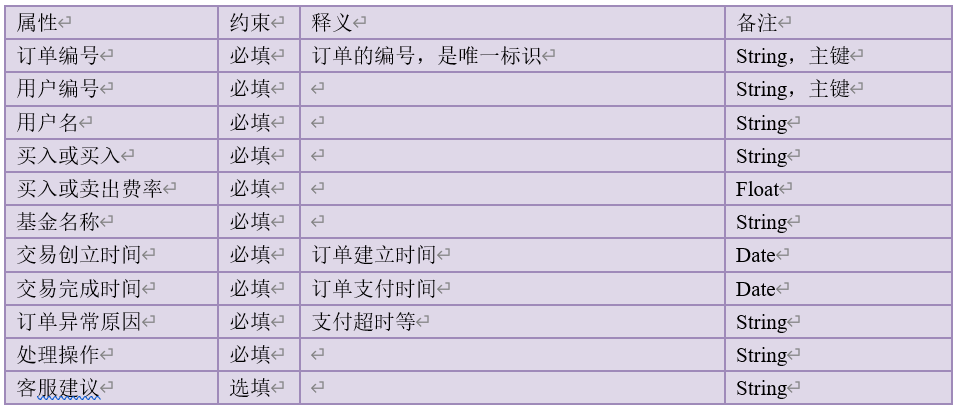 属性 约束 释义 备注
订单编号 必填 订单的编号，是唯一标识 String，主键
用户编号 必填 String，主键
用户名 必填 String
买入或买入 必填 String
买入或卖出费率 必填 Float
基金名称 必填 String
交易创立时间 必填 订单建立时间 Date
交易完成时间 必填 订单支付时间 Date
订单异常原因 必填 支付超时等 String
处理操作 必填 String
客服建议 选填 String